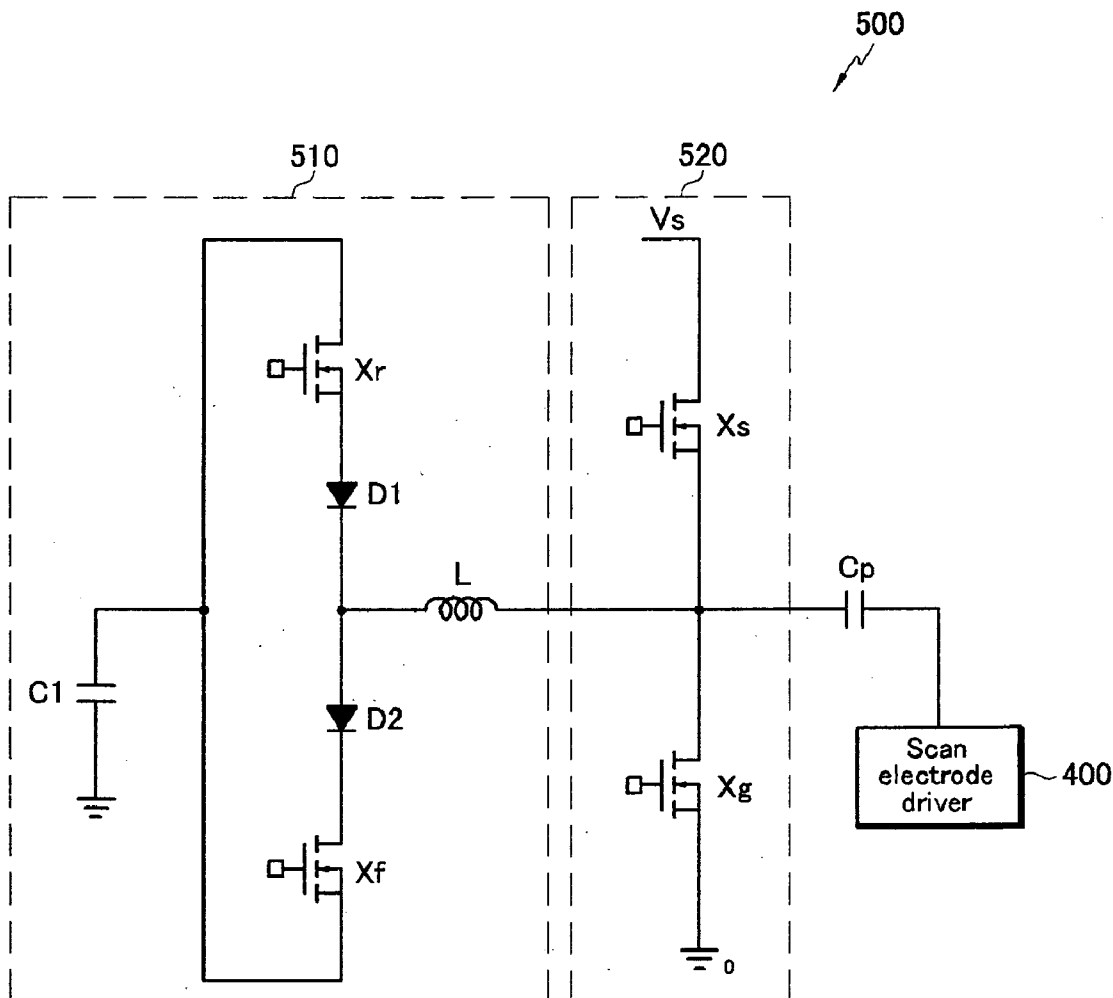 500
510
520
Vs
Xr
Xs
D1
L
Cp
C1
D2
Scan
electrode
driver
400
Xg
Xf
0